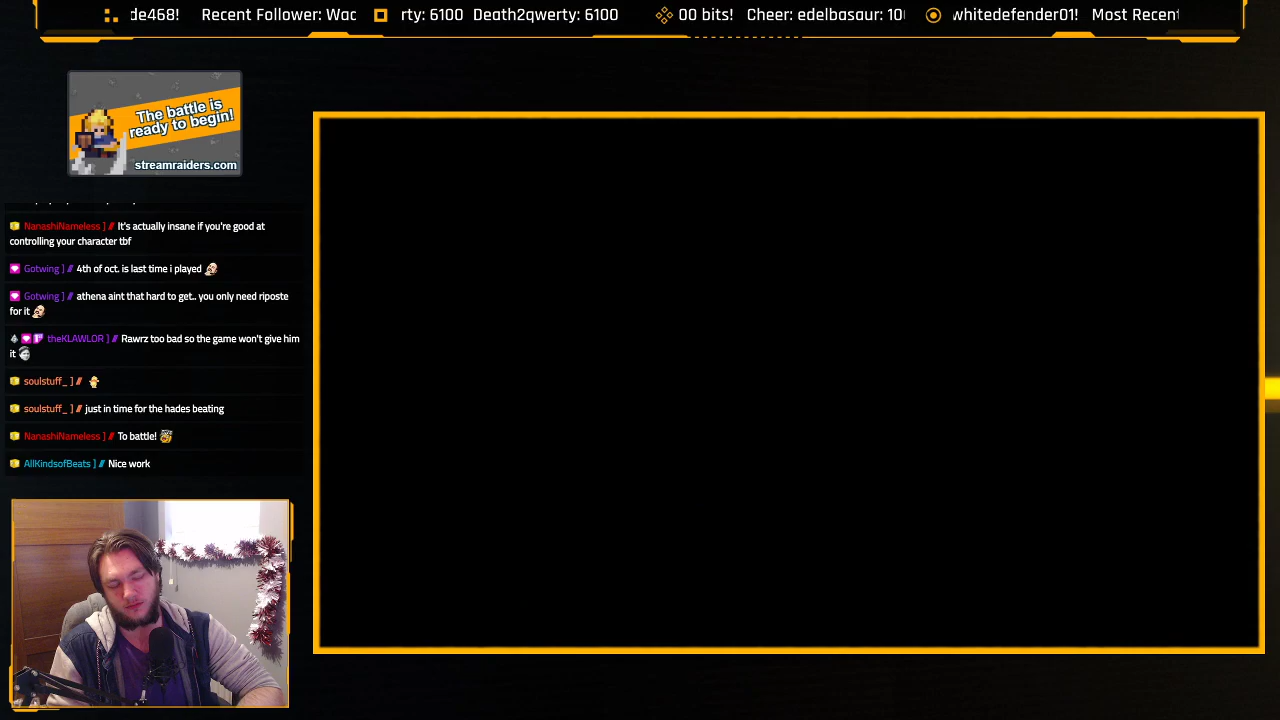 de468! Recent Follower: Wac
rty: 6100 Death2qwerty: 6100
00 bits! Cheer: edelbasaur: 10
whitedefender01! Most Recent
The battle is
ready to begin!
streamraiders.com
NanashiNameless ] // It's actually insane if you're good at
controlling your character tbf
Gotwing ] // 4th of oct. is last time i played
Gotwing ] // athena aint that hard to get.. you only need riposte
for it
theKLAWLOR ] // Rawrz too bad so the game won't give him
it
soulstuff_ ] //
soulstuff_ ] // just in time for the hades beating
NanashiNameless ] // To battle!
AllKindsofBeats ] // Nice work